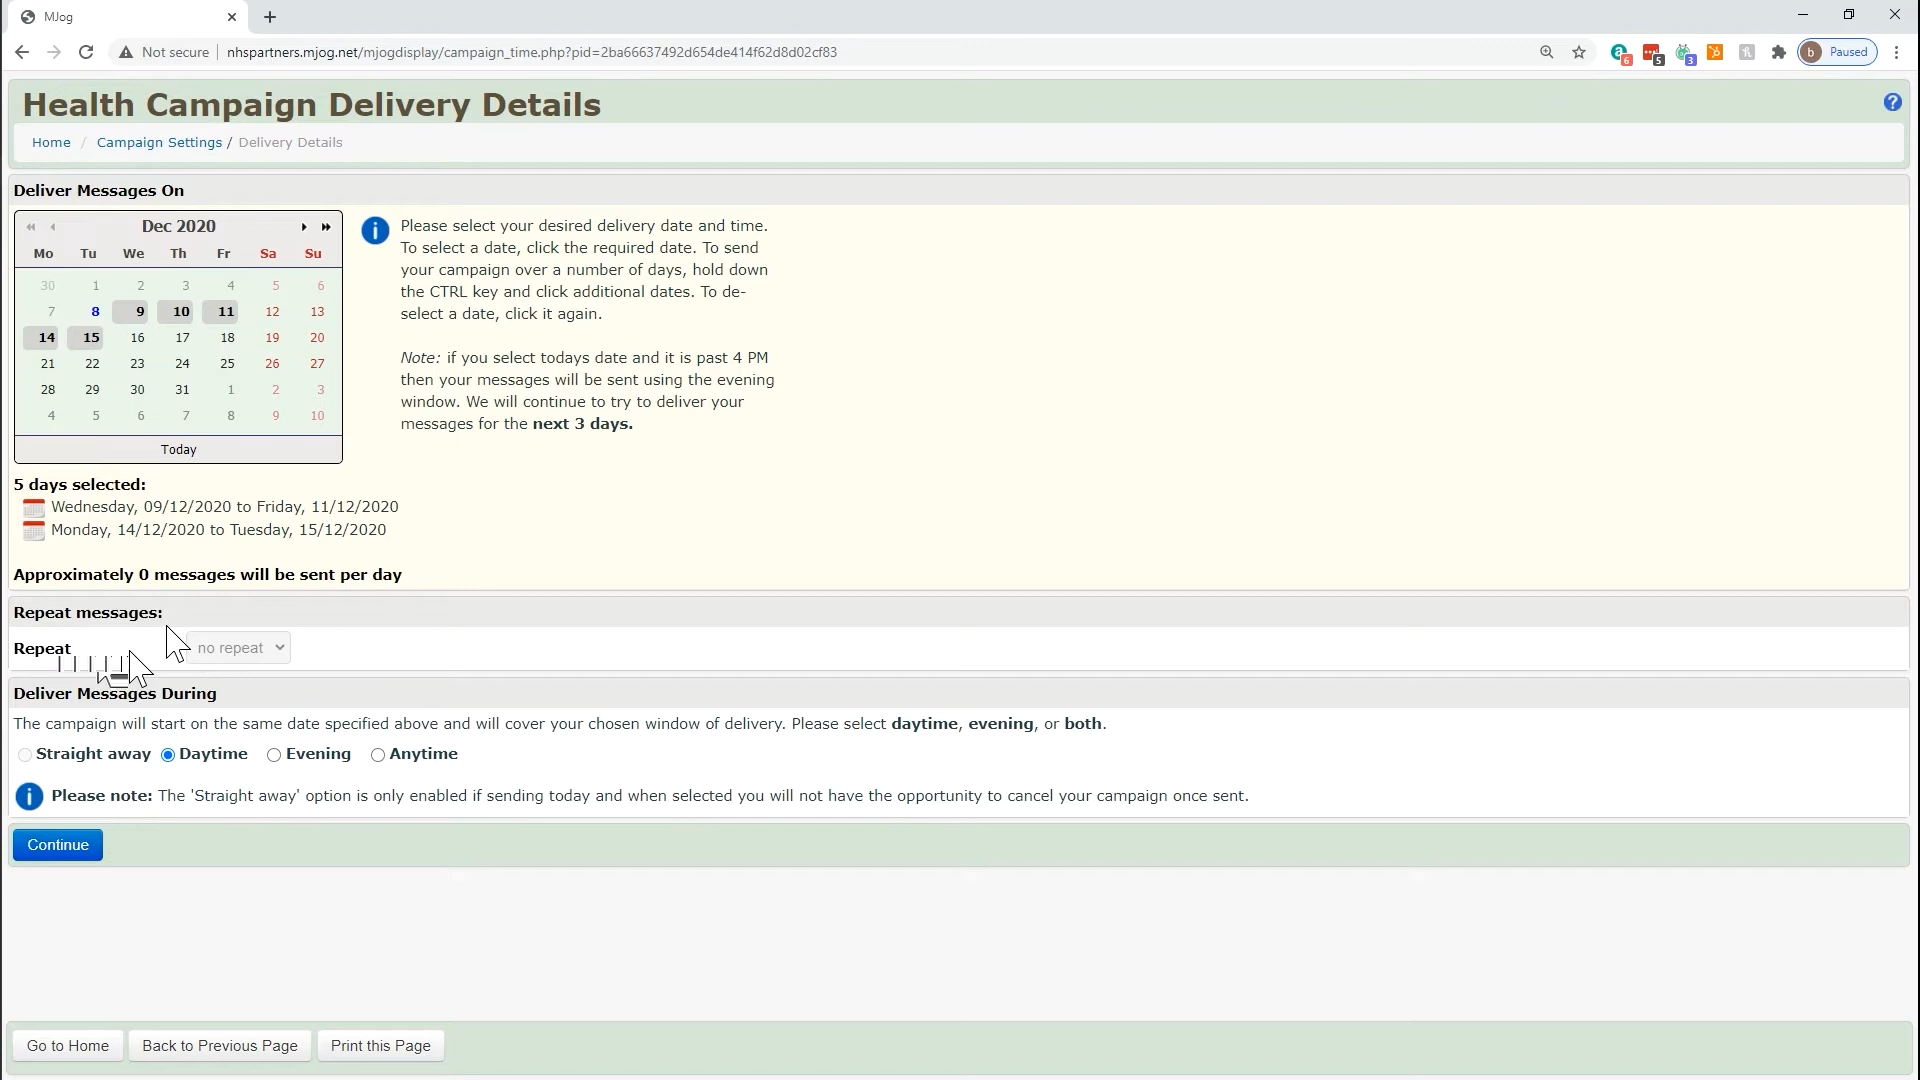 MJog
Not secure
nhspartners.mjog.net/mjogdisplay/campaign_time.php?pid=2ba66637492d654de414f62d8d02cf83
6
5
3
b Paused
Health Campaign Delivery Details
Home / Campaign Settings / Delivery Details
Deliver Messages On
Dec 2020
Mo Tu We Th Fr Sa Su
30 1 2 3 4 5 6
7 8 9 10 11 12 13
14 15 16 17 18 19 20
21 22 23 24 25 26 27
28 29 30 31 1 2 3
4 5 6 7 8 9 10
Today
Please select your desired delivery date and time.
To select a date, click the required date. To send
your campaign over a number of days, hold down
the CTRL key and click additional dates. To de-
select a date, click it again.
Note: if you select todays date and it is past 4 PM
then your messages will be sent using the evening
window. We will continue to try to deliver your
messages for the next 3 days.
5 days selected:
Wednesday, 09/12/2020 to Friday, 11/12/2020
Monday, 14/12/2020 to Tuesday, 15/12/2020
Approximately 0 messages will be sent per day
Repeat messages:
Repeat no repeat
Deliver Messages During
The campaign will start on the same date specified above and will cover your chosen window of delivery. Please select daytime, evening, or both.
Straight away Daytime Evening Anytime
Please note: The 'Straight away' option is only enabled if sending today and when selected you will not have the opportunity to cancel your campaign once sent.
Continue
Go to Home Back to Previous Page Print this Page